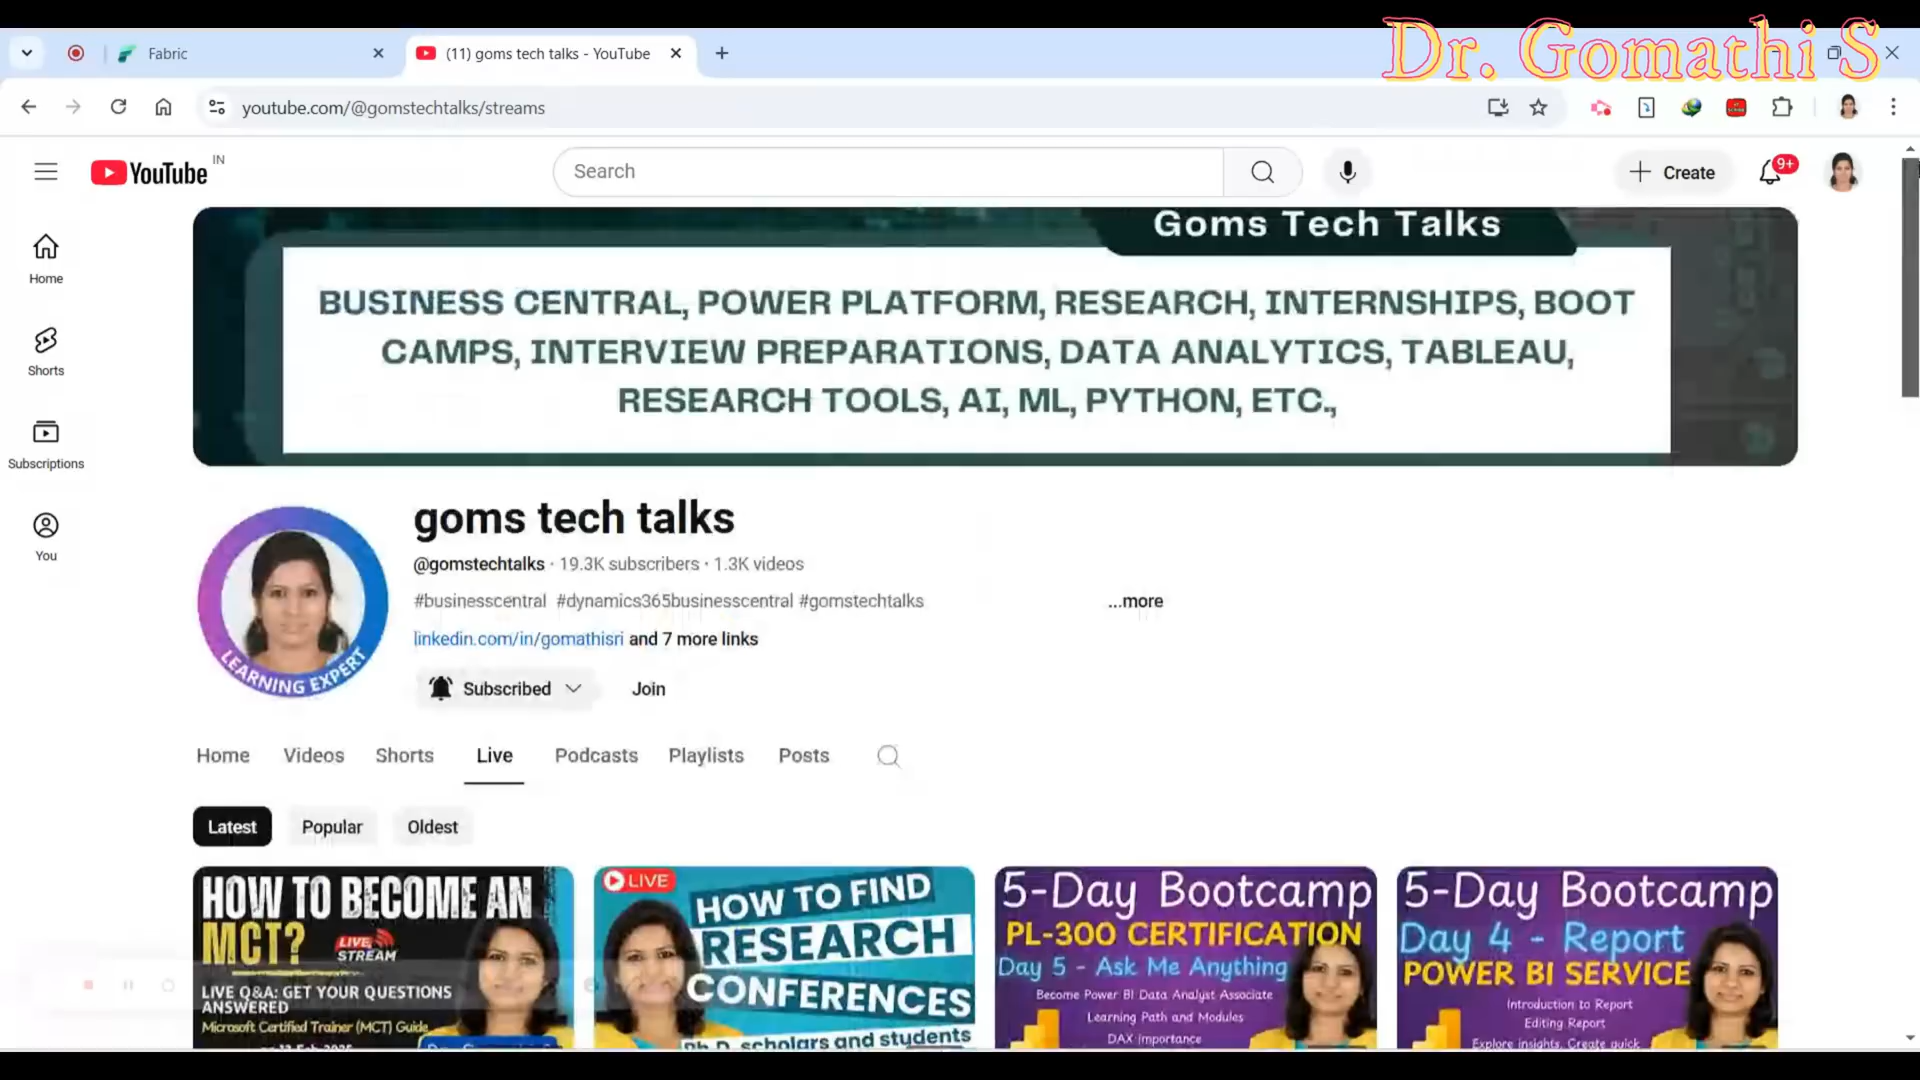 Dr. Gomathi S
Fabric
(11) goms tech talks - YouTube
youtube.com/@gomstechtalks/streams
YouTube IN
Search
Create
9+
Home
Shorts
Subscriptions
You
Goms Tech Talks
BUSINESS CENTRAL, POWER PLATFORM, RESEARCH, INTERNSHIPS, BOOT
CAMPS, INTERVIEW PREPARATIONS, DATA ANALYTICS, TABLEAU,
RESEARCH TOOLS, AI, ML, PYTHON, ETC.,
LEARNING EXPERT
goms tech talks
@gomstechtalks · 19.3K subscribers · 1.3K videos
#businesscentral #dynamics365businesscentral #gomstechtalks ...more
linkedin.com/in/gomathisri and 7 more links
Subscribed
Join
Home Videos Shorts Live Podcasts Playlists Posts
Latest Popular Oldest
HOW TO BECOME AN
MCT?
LIVE
STREAM
LIVE Q&A: GET YOUR QUESTIONS
ANSWERED
Microsoft Certified Trainer (MCT) Guide
LIVE
HOW TO FIND
RESEARCH
CONFERENCES
Ph.D. scholars and students
5-Day Bootcamp
PL-300 CERTIFICATION
Day 5 - Ask Me Anything
Become Power BI Data Analyst Associate
Learning Path and Modules
DAX Importance
5-Day Bootcamp
Day 4 - Report
POWER BI SERVICE
Introduction to Report
Editing Report
Explore insights, Create quick